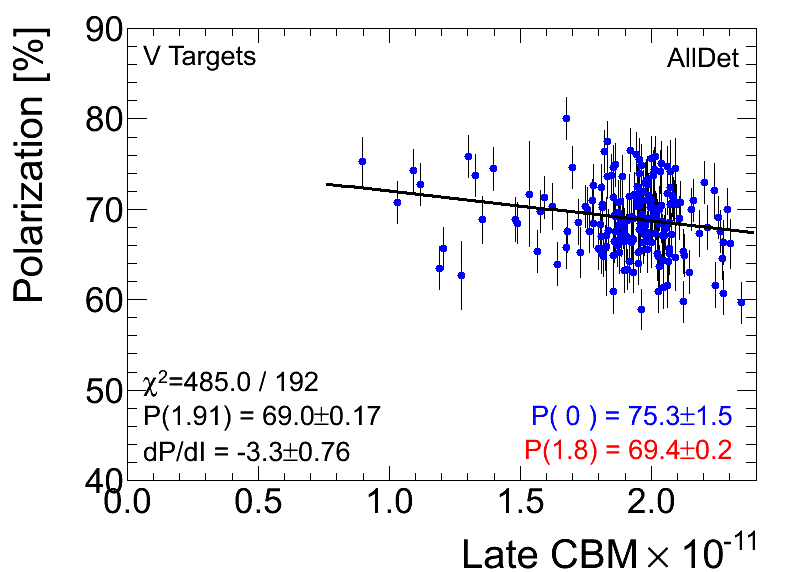 V Targets
AllDet
Polarization [%]
90
80
70
60
50
40
χ²=485.0 / 192
P(1.91) = 69.0±0.17
dP/dI = -3.3±0.76
P( 0 ) = 75.3±1.5
P(1.8) = 69.4±0.2
0.0 0.5 1.0 1.5 2.0
Late CBM × 10⁻¹¹